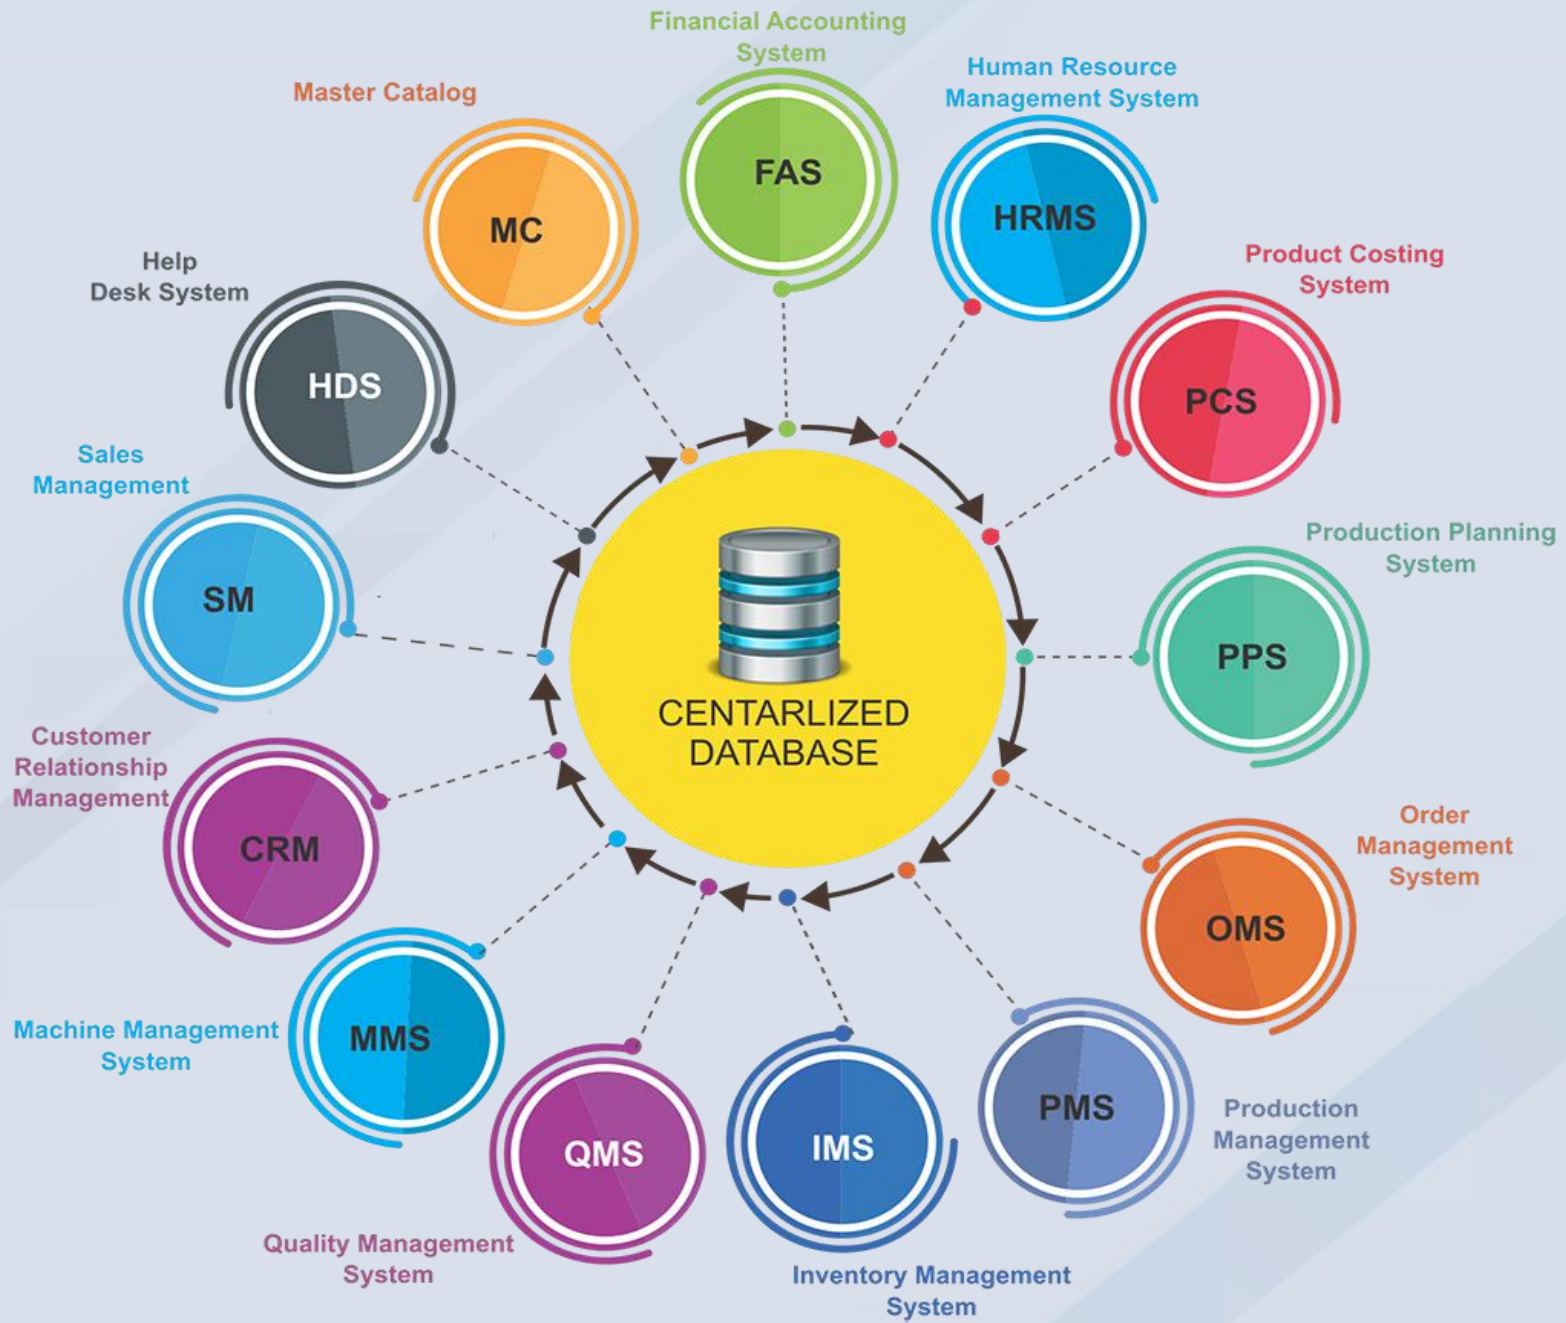 Financial Accounting
System
FAS
Human Resource
Management System
HRMS
Product Costing
System
PCS
Production Planning
System
PPS
Order
Management
System
OMS
Production
Management
System
PMS
Inventory Management
System
IMS
Quality Management
System
QMS
Machine Management
System
MMS
Customer
Relationship
Management
CRM
Sales
Management
SM
Help
Desk System
HDS
Master Catalog
MC
CENTARLIZED
DATABASE